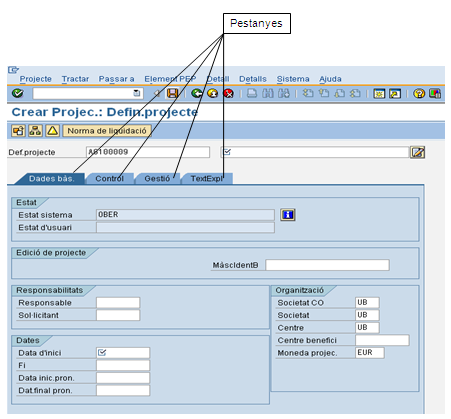 Pestanyes
Projecte Tractar Passar a Element PEP Detall Detalls Sistema Ajuda
Crear Projec.: Defin.projecte
Norma de liquidació
Def.projecte AG100009
Dades bàs. Control Gestió TextExpl
Estat
Estat sistema OBER
Estat d'usuari
Edició de projecte
MàscIdentB
Responsabilitats
Responsable
Sol·licitant
Organització
Societat CO UB
Societat UB
Centre UB
Centre benefici
Moneda projec. EUR
Dates
Data d'inici
Fi
Data inic.pron.
Dat.final pron.